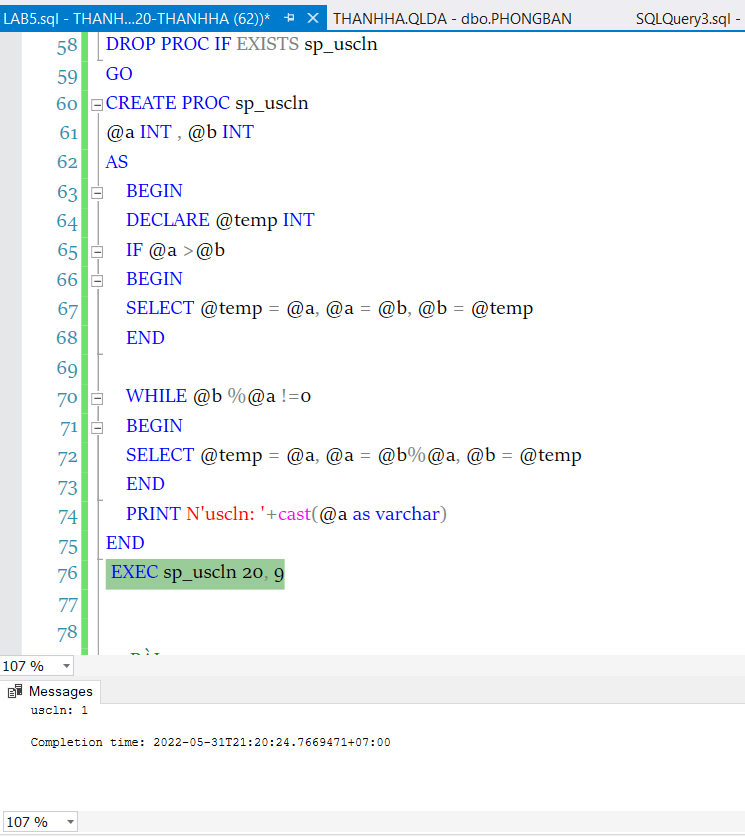 LAB5.sql - THANH...20-THANHHA (62))* THANHHA.QLDA - dbo.PHONGBAN SQLQuery3.sql -
58 DROP PROC IF EXISTS sp_uscln
59 GO
60 CREATE PROC sp_uscln
61 @a INT , @b INT
62 AS
63 BEGIN
64 DECLARE @temp INT
65 IF @a >@b
66 BEGIN
67 SELECT @temp = @a, @a = @b, @b = @temp
68 END
69
70 WHILE @b %@a !=0
71 BEGIN
72 SELECT @temp = @a, @a = @b%@a, @b = @temp
73 END
74 PRINT N'uscln: '+cast(@a as varchar)
75 END
76 EXEC sp_uscln 20, 9
77
78
107 %
Messages
uscln: 1
Completion time: 2022-05-31T21:20:24.7669471+07:00
107 %